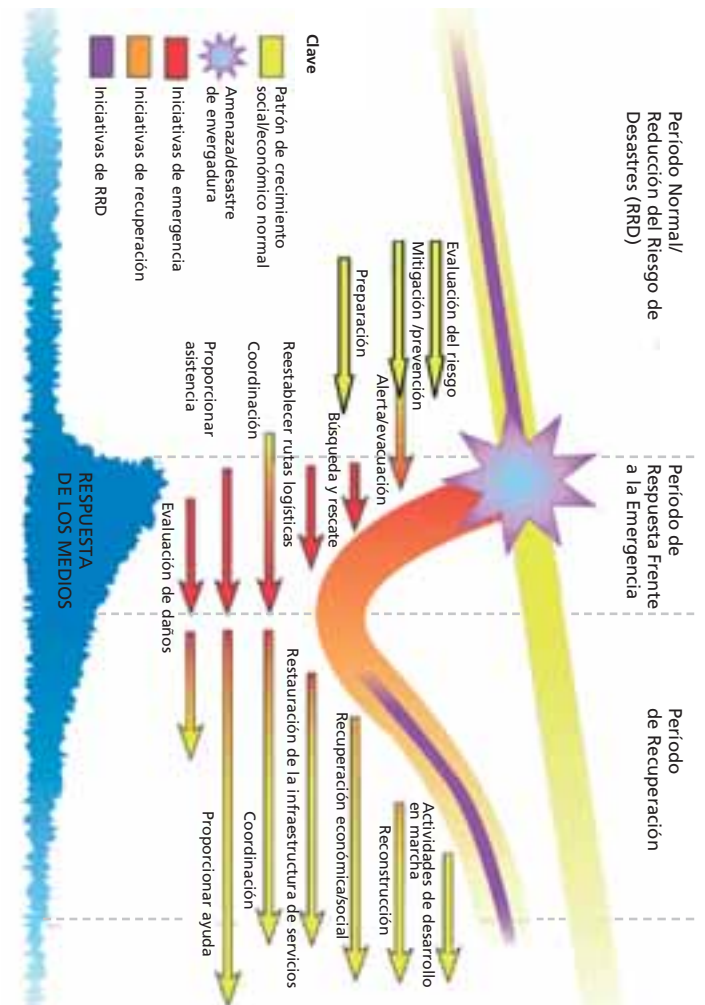 Período Normal/
Reducción del Riesgo de
Desastres (RRD)
Período de
Respuesta Frente
a la Emergencia
Período
de Recuperación
Evaluación del riesgo
Mitigación /prevención
Alerta/evacuación
Preparación
Búsqueda y rescate
Reestablecer rutas logísticas
Coordinación
Proporcionar
asistencia
Evaluación de daños
Actividades de desarrollo
en marcha
Reconstrucción
Recuperación económica/social
Restauración de la infraestructura de servicios
Coordinación
Proporcionar ayuda
Clave
Patrón de crecimiento
social/económico normal
Amenaza/desastre
de envergadura
Iniciativas de emergencia
Iniciativas de recuperación
Iniciativas de RRD
RESPUESTA
DE LOS MEDIOS